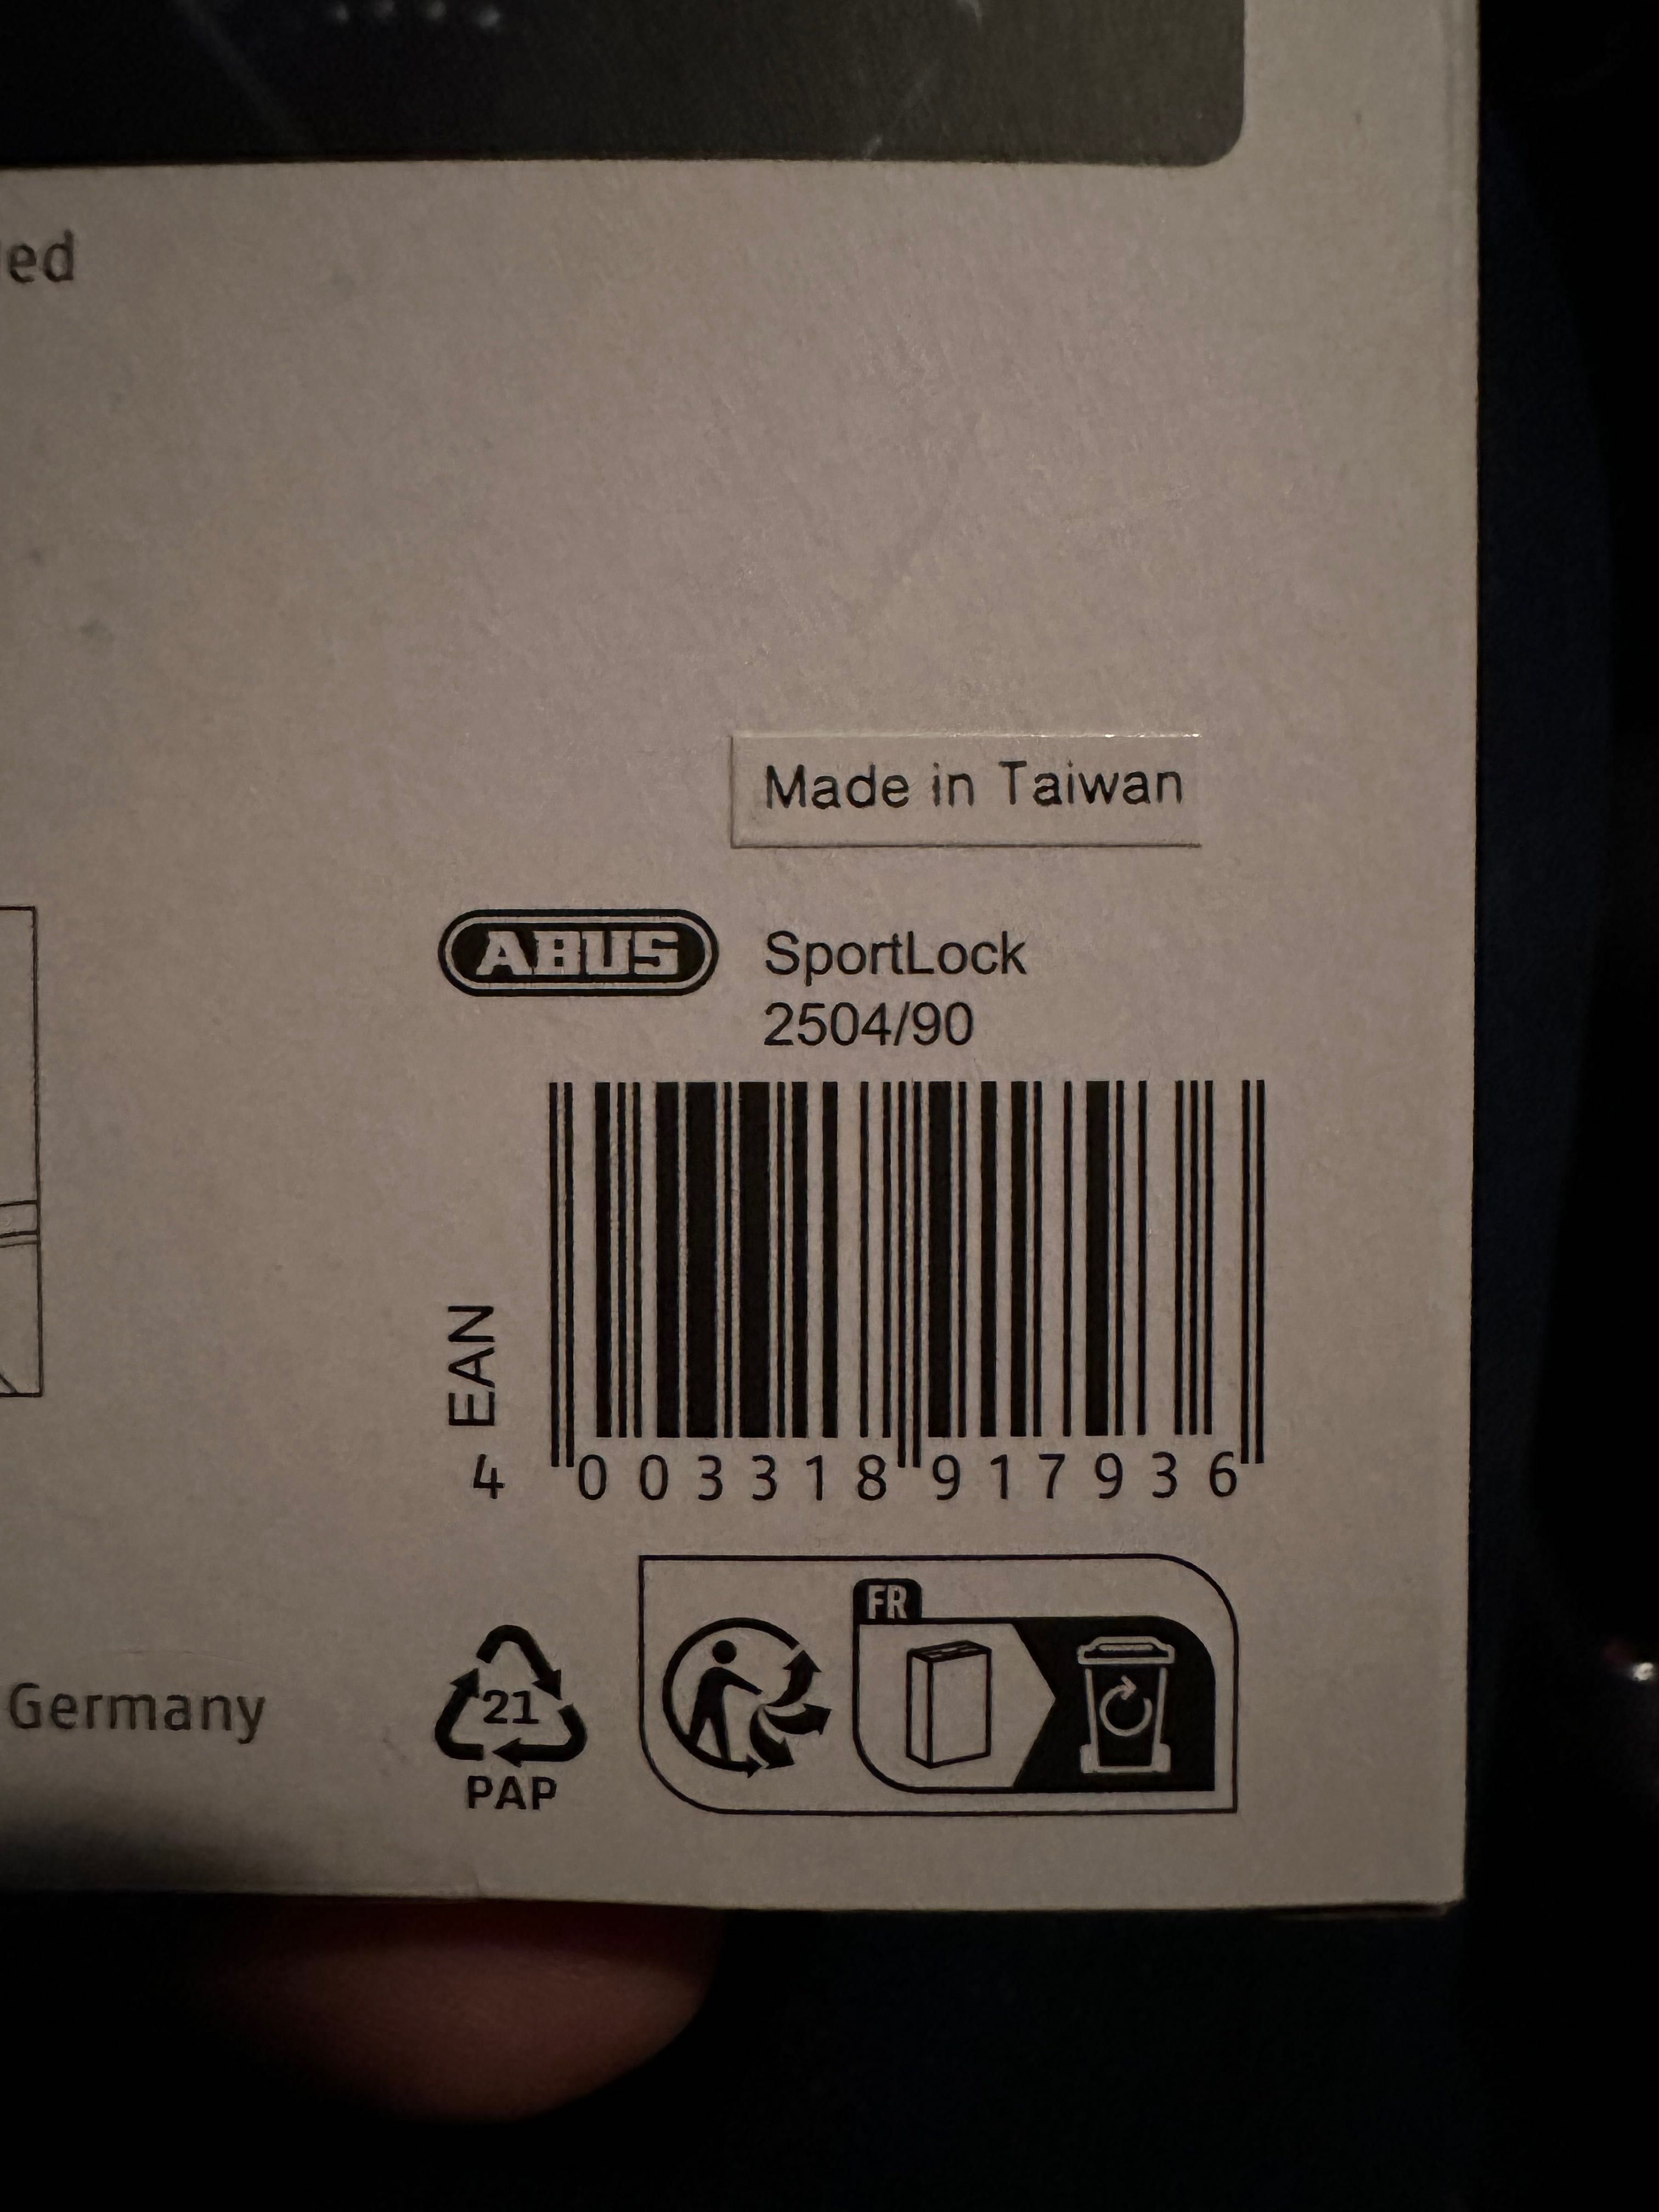 ed
Made in Taiwan
ABUS
SportLock
2504/90
EAN
4 003318 917936
FR
21
PAP
Germany